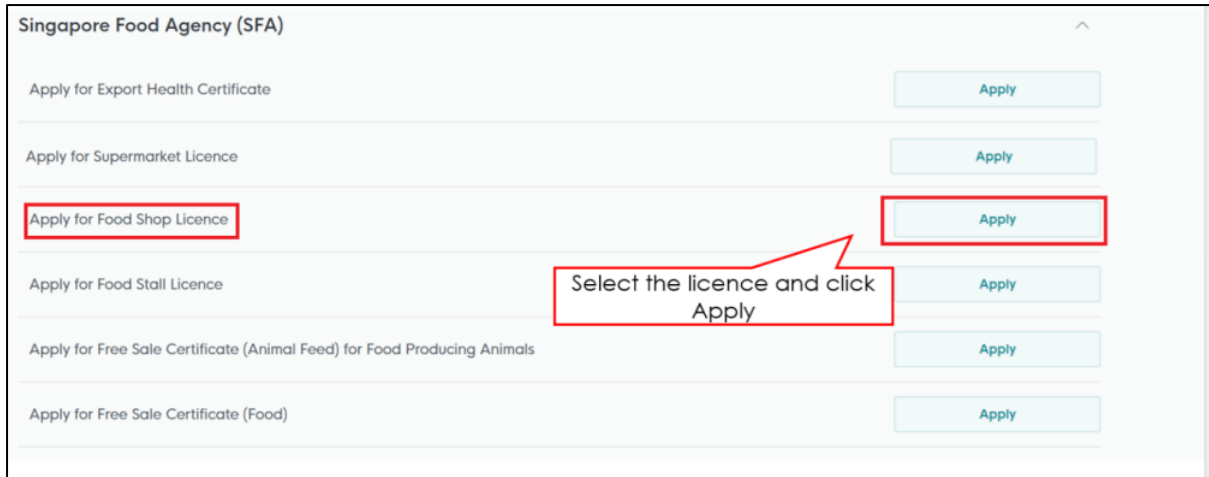 Singapore Food Agency (SFA)
Apply for Export Health Certificate
Apply
Apply for Supermarket Licence
Apply
Apply for Food Shop Licence
Apply
Select the licence and click
Apply
Apply for Food Stall Licence
Apply
Apply for Free Sale Certificate (Animal Feed) for Food Producing Animals
Apply
Apply for Free Sale Certificate (Food)
Apply